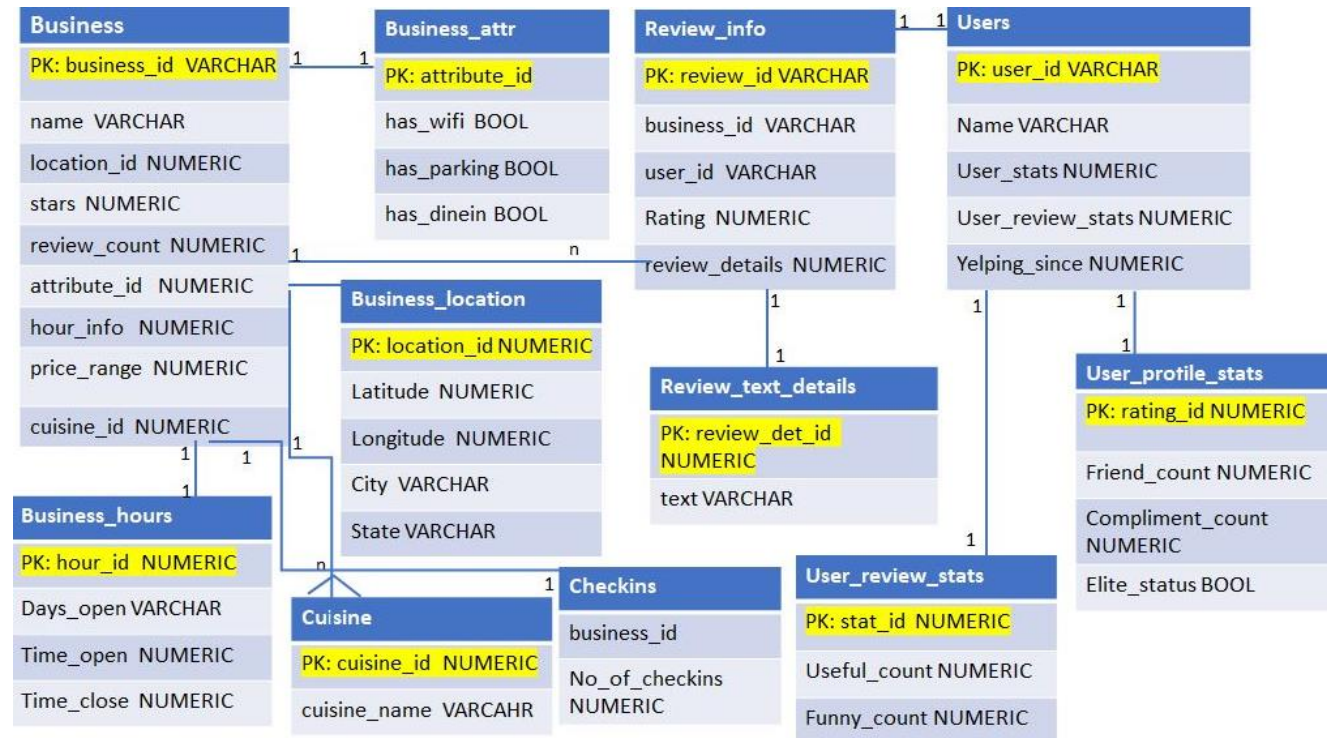 Business
PK: business_id VARCHAR
name VARCHAR
location_id NUMERIC
stars NUMERIC
review_count NUMERIC
attribute_id NUMERIC
hour_info NUMERIC
price_range NUMERIC
cuisine_id NUMERIC
1
1
Business_attr
PK: attribute_id
has_wifi BOOL
has_parking BOOL
has_dinein BOOL
Review_info
PK: review_id VARCHAR
business_id VARCHAR
user_id VARCHAR
Rating NUMERIC
review_details NUMERIC
1
1
Users
PK: user_id VARCHAR
Name VARCHAR
User_stats NUMERIC
User_review_stats NUMERIC
Yelping_since NUMERIC
1
n
Business_location
PK: location_id NUMERIC
Latitude NUMERIC
Longitude NUMERIC
City VARCHAR
State VARCHAR
1
1
Review_text_details
PK: review_det_id
NUMERIC
text VARCHAR
1
1
1
1
User_profile_stats
PK: rating_id NUMERIC
Friend_count NUMERIC
Compliment_count
NUMERIC
Elite_status BOOL
1
1
1
1
Business_hours
PK: hour_id NUMERIC
Days_open VARCHAR
Time_open NUMERIC
Time_close NUMERIC
n
Cuisine
PK: cuisine_id NUMERIC
cuisine_name VARCAHR
1
Checkins
business_id
No_of_checkins
NUMERIC
User_review_stats
PK: stat_id NUMERIC
Useful_count NUMERIC
Funny_count NUMERIC